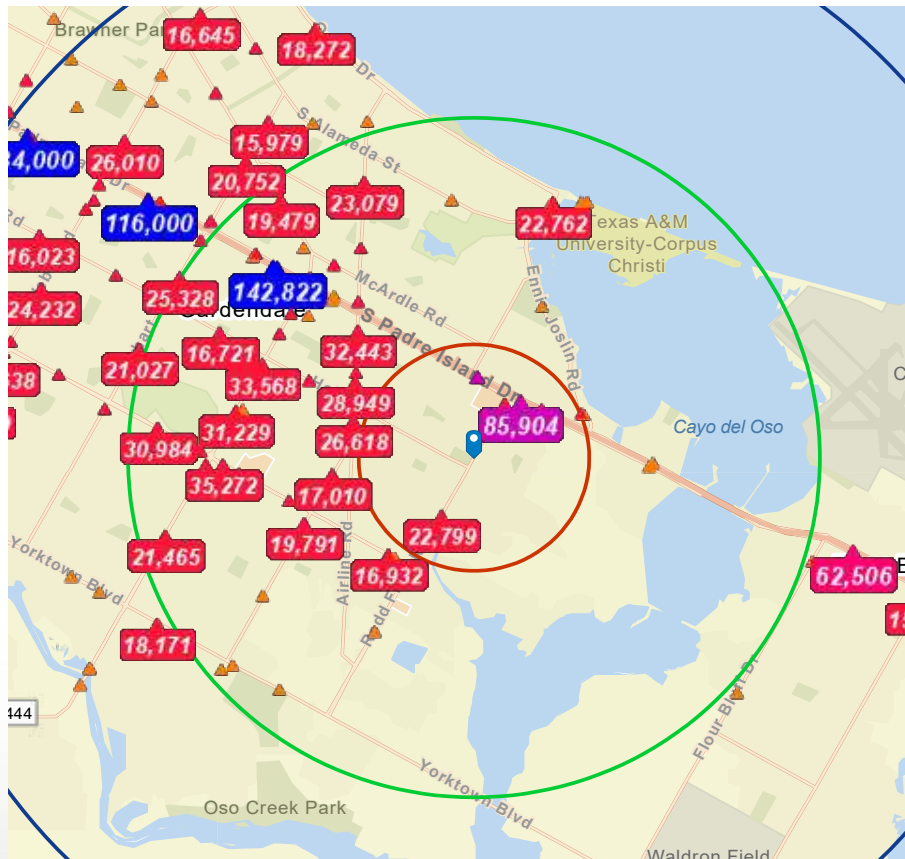 Brawner Par
16,645
18,272
Dr
S Alameda St
15,979
26,010
4,000
Dr
20,752
116,000
19,479
23,079
22,762
Texas A&M
University-Corpus
Christi
Rd
16,023
24,232
25,328
142,822
McArdle Rd
Ennis Joslin Rd
S Padre Island Dr
16,721
32,443
21,027
33,568
38
28,949
85,904
Cayo del Oso
31,229
26,618
30,984
35,272
17,010
22,799
19,791
21,465
Airline Rd
16,932
62,506
Yorktown Blvd
18,171
444
Flour Bluff Dr
Yorktown Blvd
Oso Creek Park
Waldron Field